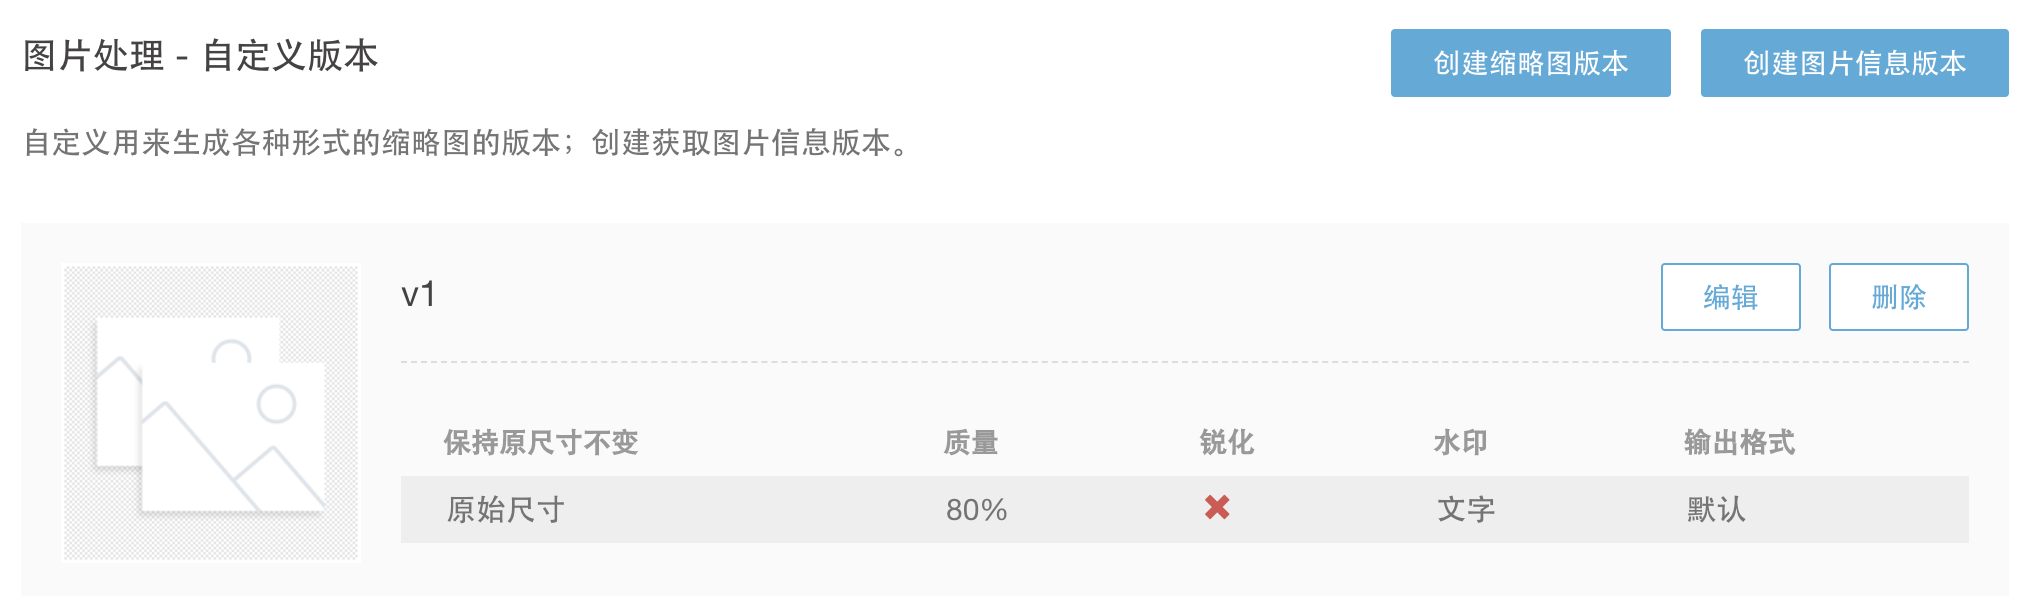 图片处理 - 自定义版本
创建缩略图版本
创建图片信息版本
自定义用来生成各种形式的缩略图的版本；创建获取图片信息版本。
v1
编辑
删除
保持原尺寸不变 质量 锐化 水印 输出格式
原始尺寸 80% ✖ 文字 默认